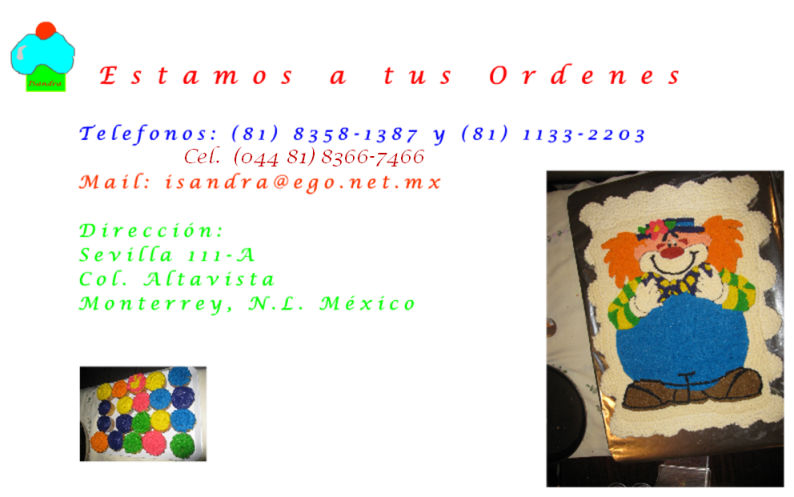 Isandra
Estamos a tus Ordenes
Telefonos: (81) 8358-1387 y (81) 1133-2203
Cel. (044 81) 8366-7466
Mail: isandra@ego.net.mx
Dirección:
Sevilla 111-A
Col. Altavista
Monterrey, N.L. México